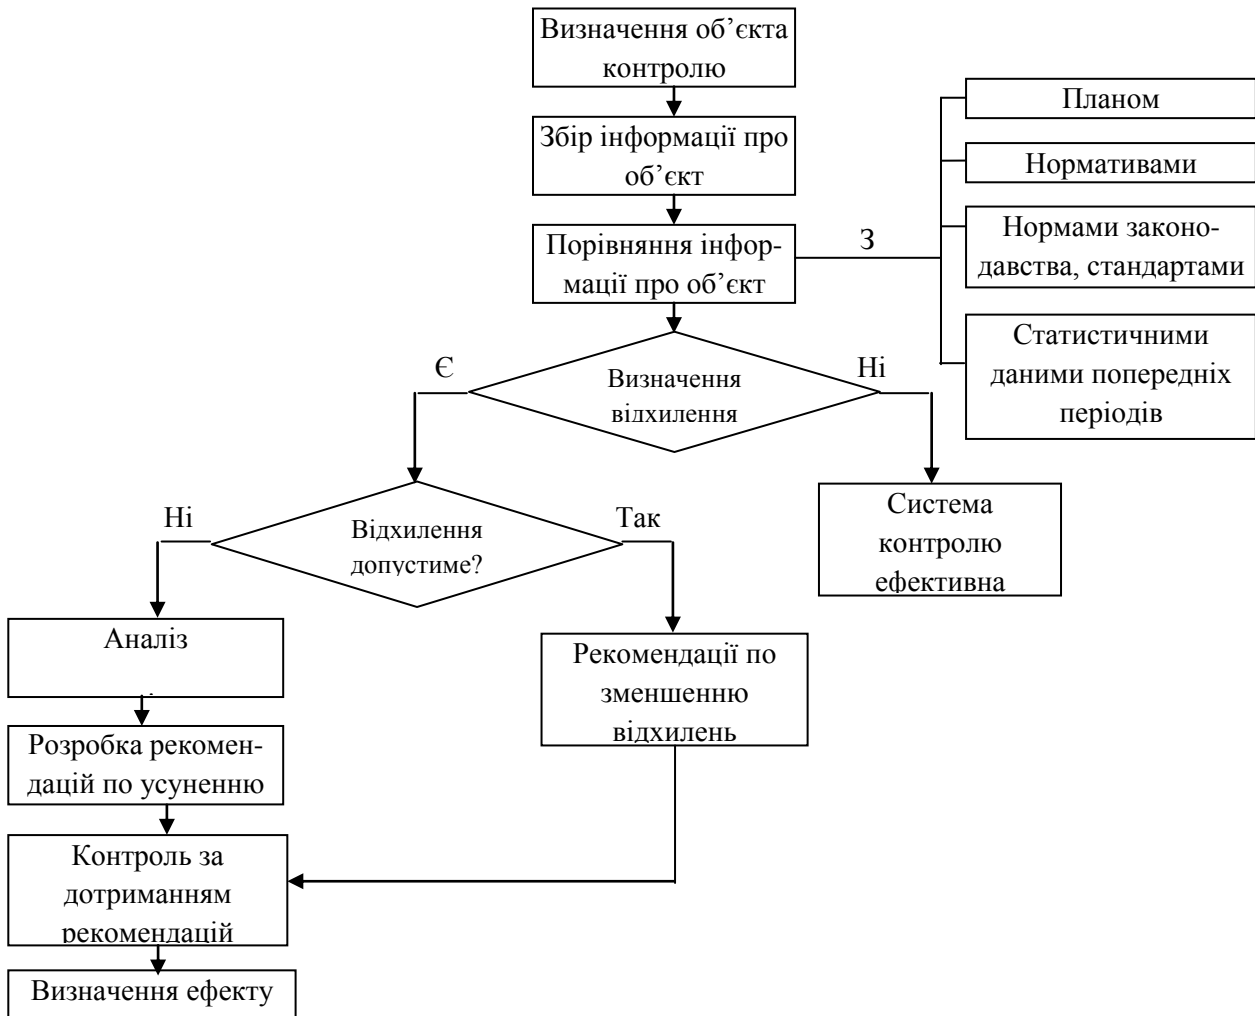 Визначення об’єкта
контролю
Збір інформації про
об’єкт
Порівняння інфор-
мації про об’єкт
З
Планом
Нормативами
Нормами законо-
давства, стандартами
Статистичними
даними попередніх
періодів
Є
Визначення
відхилення
Ні
Ні
Відхилення
допустиме?
Так
Система
контролю
ефективна
Аналіз
Рекомендації по
зменшенню
відхилень
Розробка рекомен-
дацій по усуненню
Контроль за
дотриманням
рекомендацій
Визначення ефекту